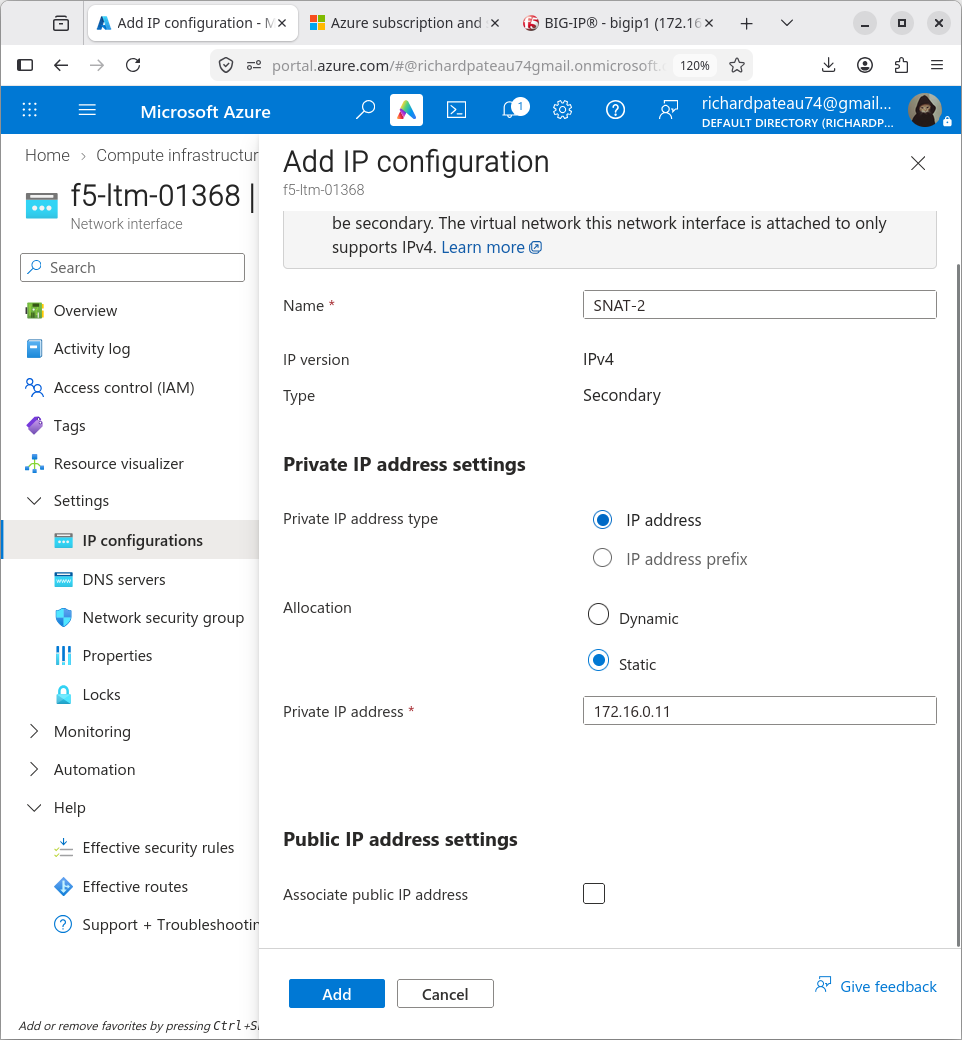 Add IP configuration - M
Azure subscription and s
BIG-IP® - bigip1 (172.16
portal.azure.com/#@richardpateau74gmail.onmicrosoft.c
120%
Microsoft Azure
1
richardpateau74@gmail...
DEFAULT DIRECTORY (RICHARDP...
Home > Compute infrastructur
f5-ltm-01368 |
Network interface
Search
Overview
Activity log
Access control (IAM)
Tags
Resource visualizer
Settings
IP configurations
DNS servers
Network security group
Properties
Locks
Monitoring
Automation
Help
Effective security rules
Effective routes
Support + Troubleshootin
Add or remove favorites by pressing Ctrl+S
Add IP configuration
f5-ltm-01368
be secondary. The virtual network this network interface is attached to only
supports IPv4. Learn more
Name * SNAT-2
IP version IPv4
Type Secondary
Private IP address settings
Private IP address type IP address
IP address prefix
Allocation Dynamic
Static
Private IP address * 172.16.0.11
Public IP address settings
Associate public IP address
Add Cancel
Give feedback